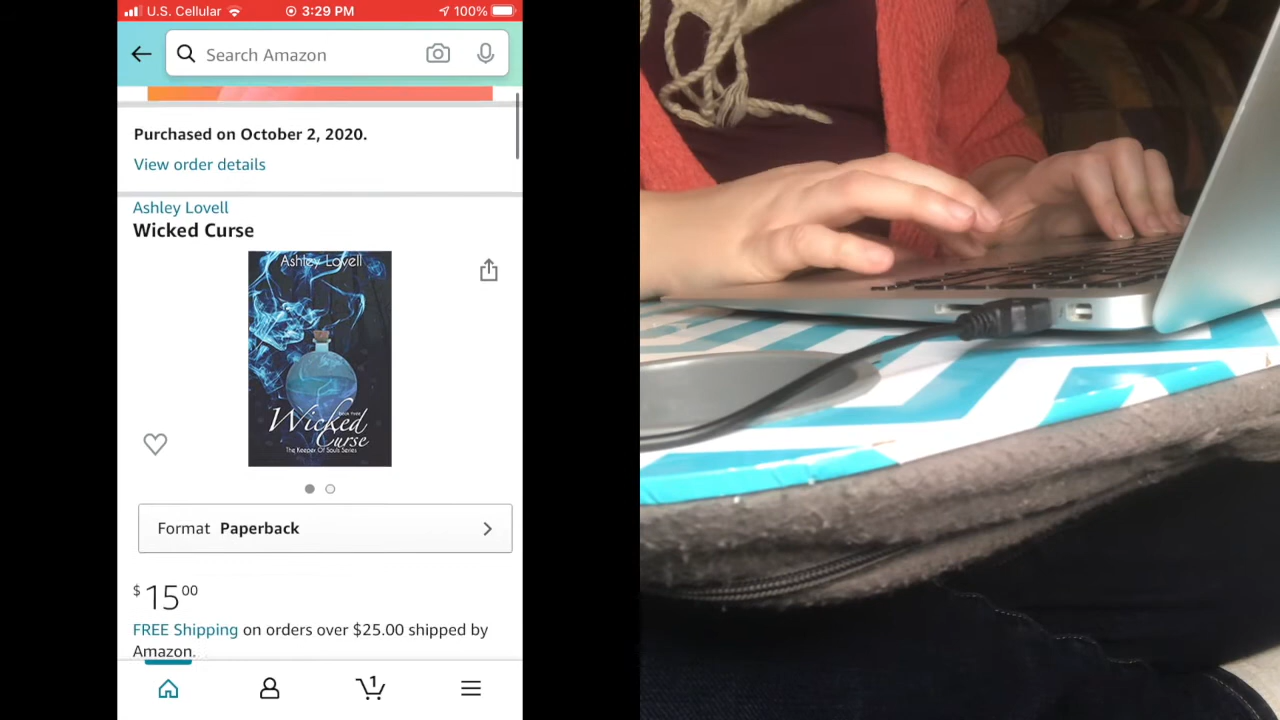 U.S. Cellular 3:29 PM 100%
Search Amazon
Purchased on October 2, 2020.
View order details
Ashley Lovell
Wicked Curse
Ashley Lovell
Wicked
Curse
The Keeper Of Souls Series
Format Paperback
$15 00
FREE Shipping on orders over $25.00 shipped by
Amazon.
1